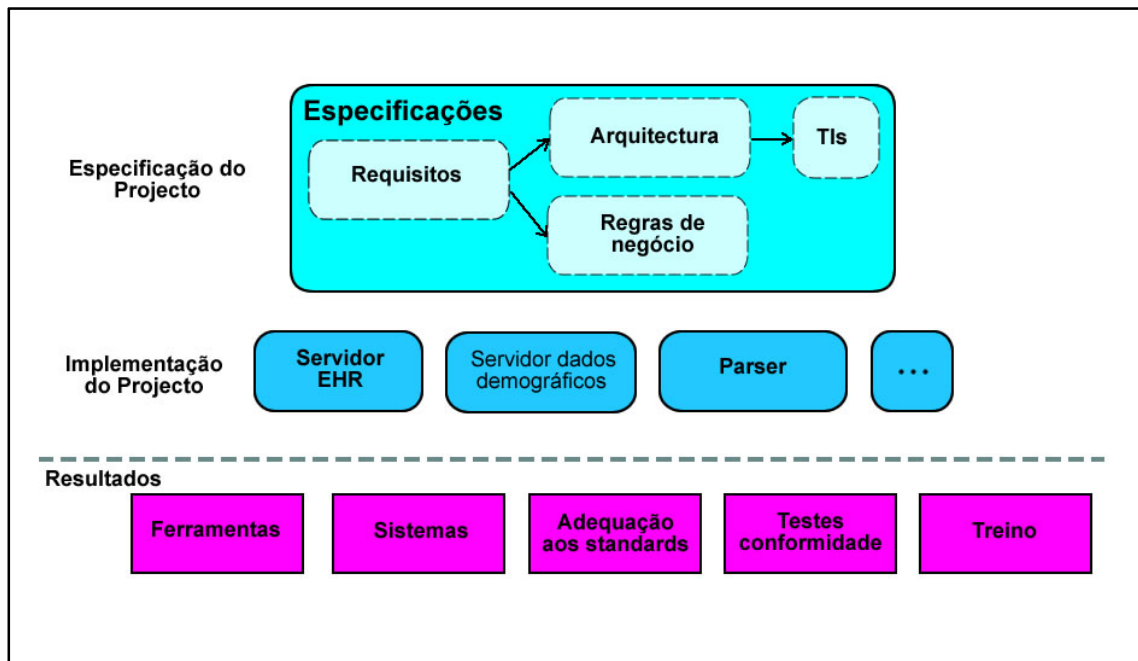 Especificações
Arquitectura
TIs
Requisitos
Especificação do
Projecto
Regras de
negócio
Implementação
do Projecto
Servidor
EHR
Servidor dados
demográficos
Parser
...
Resultados
Ferramentas
Sistemas
Adequação
aos standards
Testes
conformidade
Treino